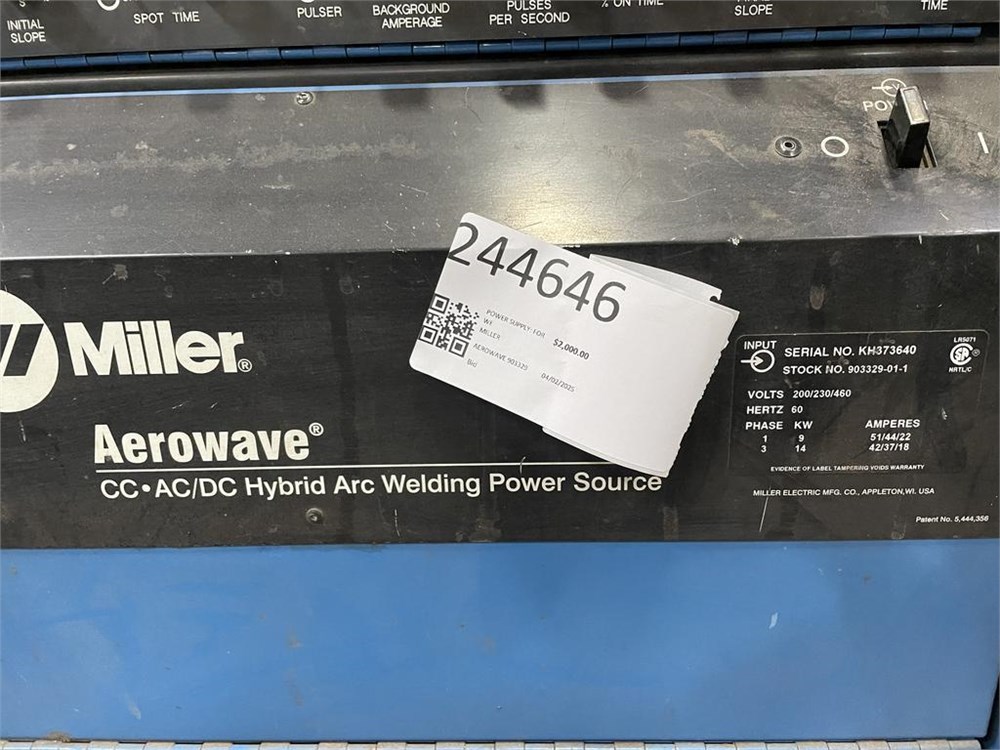 INITIAL
SLOPE
SPOT TIME
PULSER
BACKGROUND
AMPERAGE
PULSES
PER SECOND
% ON TIME
SLOPE
TIME
O
I
244646
POWER SUPPLY: FOR
MILLER
AEROWAVE 903329
Bid
$2,000.00
04/02/2025
Miller®
Aerowave®
CC•AC/DC Hybrid Arc Welding Power Source
INPUT
SERIAL NO. KH373640
STOCK NO. 903329-01-1
LR5071
NRTL/C
VOLTS 200/230/460
HERTZ 60
PHASE KW AMPERES
1 9 51/44/22
3 14 42/37/18
EVIDENCE OF LABEL TAMPERING VOIDS WARRANTY
MILLER ELECTRIC MFG. CO., APPLETON,WI. USA
Patent No. 5,444,356